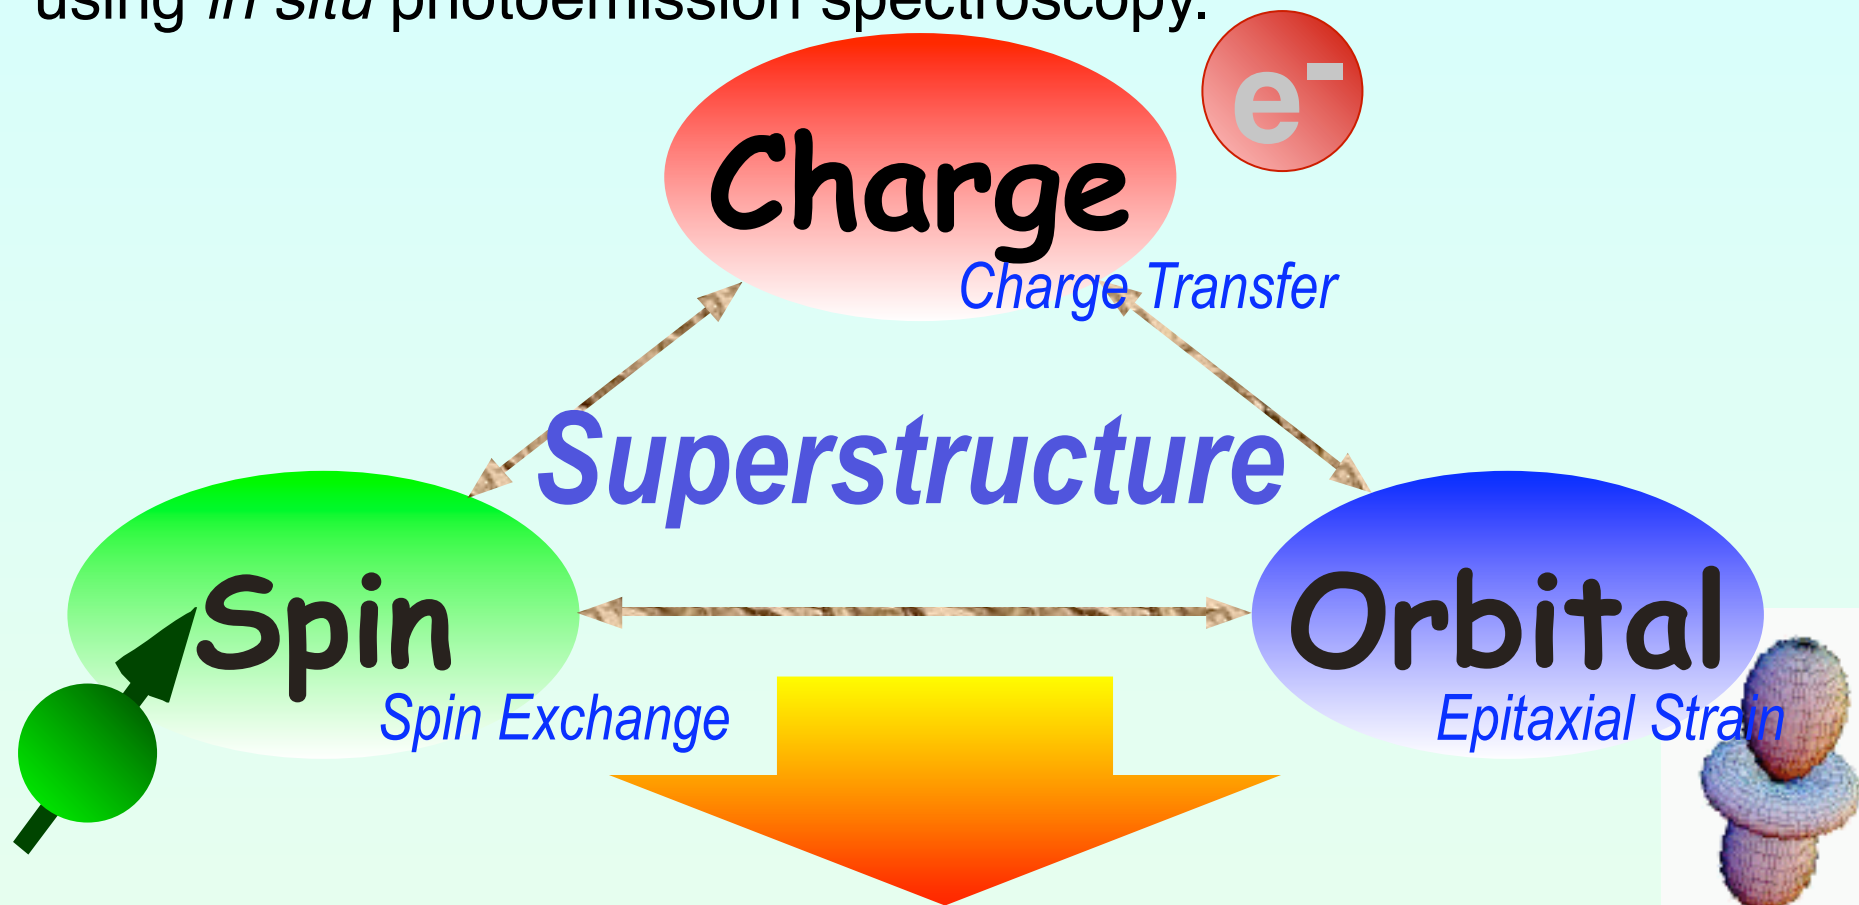 using in situ photoemission spectroscopy.
e-
Charge
Charge Transfer
Superstructure
Spin
Orbital
Spin Exchange
Epitaxial Strain